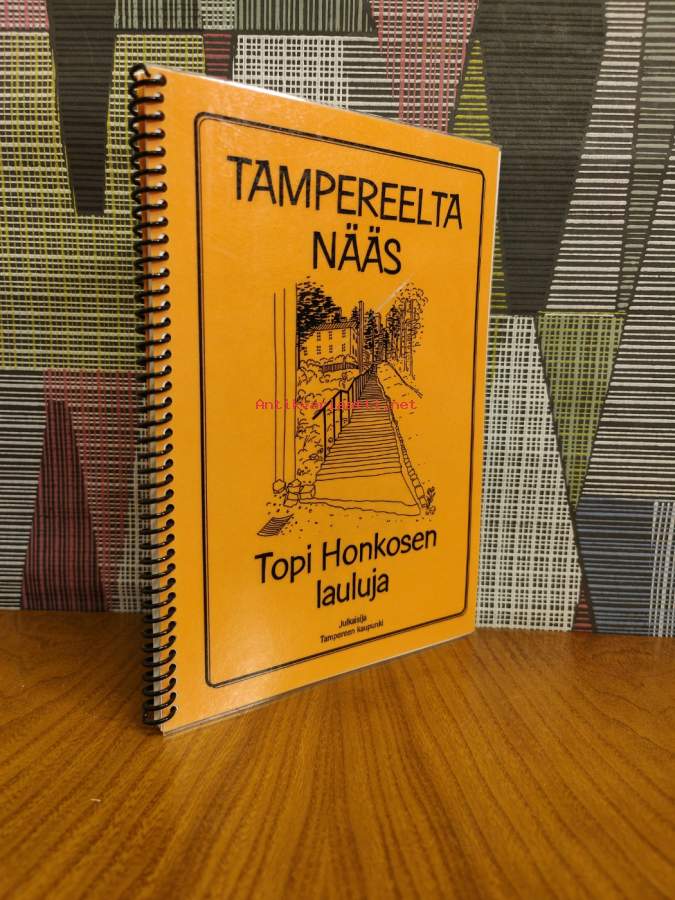 TAMPEREELTA
NÄÄS
Antikvariaatti.net
Topi Honkosen
lauluja
Julkaisija
Tampereen kaupunki